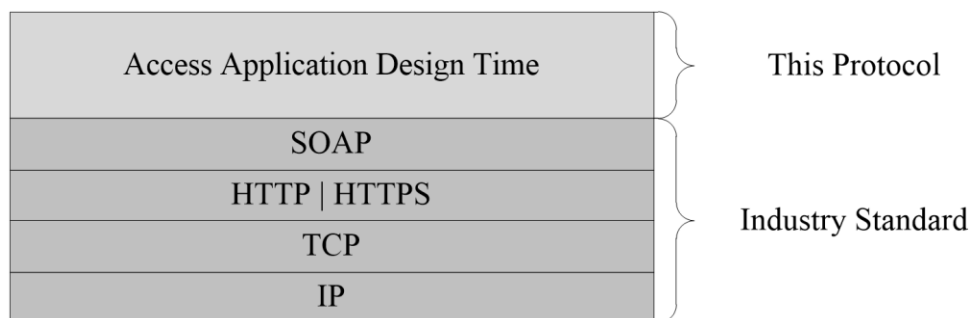 Access Application Design Time
This Protocol
SOAP
HTTP | HTTPS
TCP
IP
Industry Standard